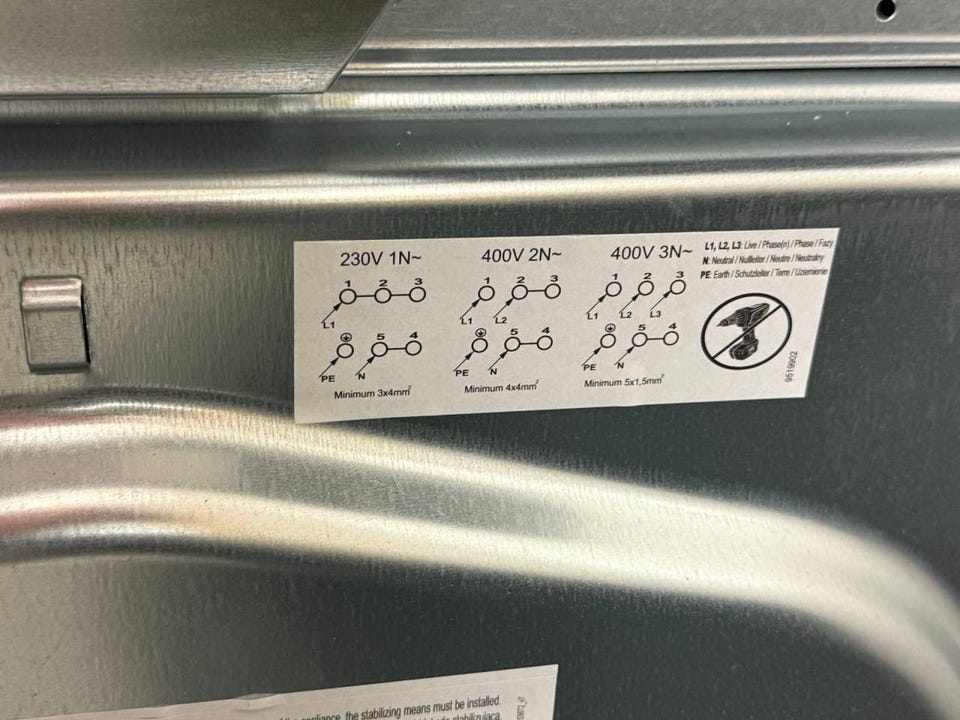 230V 1N~
1 2 3
L1
5 4
PE N
Minimum 3x4mm²
400V 2N~
1 2 3
L1 L2
5 4
PE N
Minimum 4x4mm²
400V 3N~
1 2 3
L1 L2 L3
5 4
PE N
Minimum 5x1,5mm²
L1, L2, L3: Live / Phase(n) / Phase / Fazy
N: Neutral / Nullleiter / Neutre / Neutralny
PE: Earth / Schutzleiter / Terre / Uziemienie
9519902
the stabilizing means must be installed.
stabilizująca